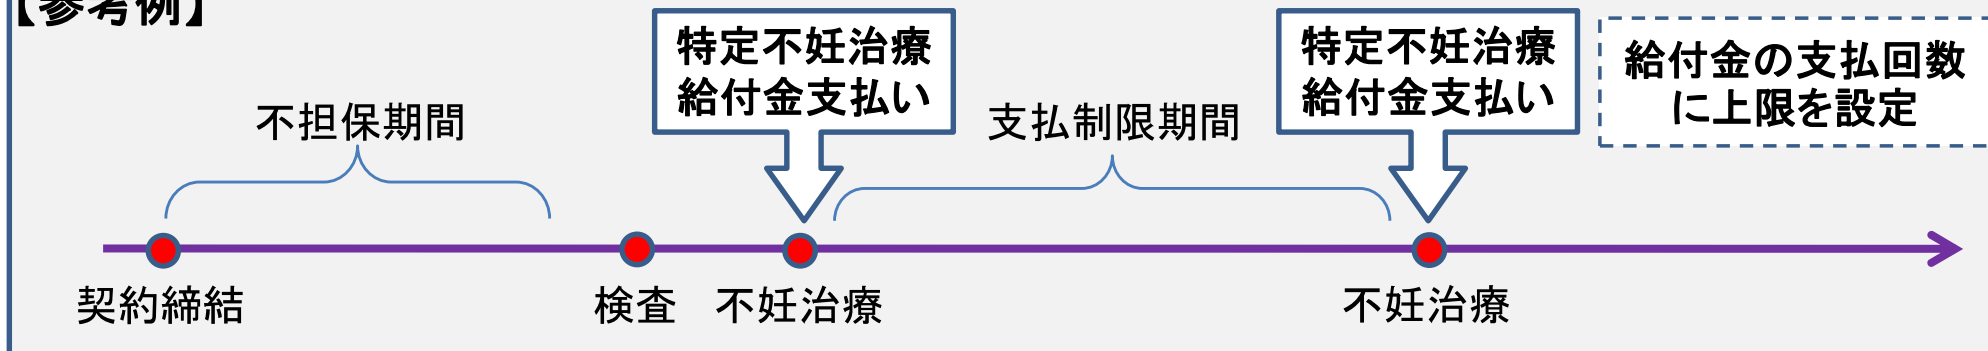 【参考例】
特定不妊治療
給付金支払い
特定不妊治療
給付金支払い
給付金の支払回数
に上限を設定
不担保期間
支払制限期間
契約締結
検査
不妊治療
不妊治療